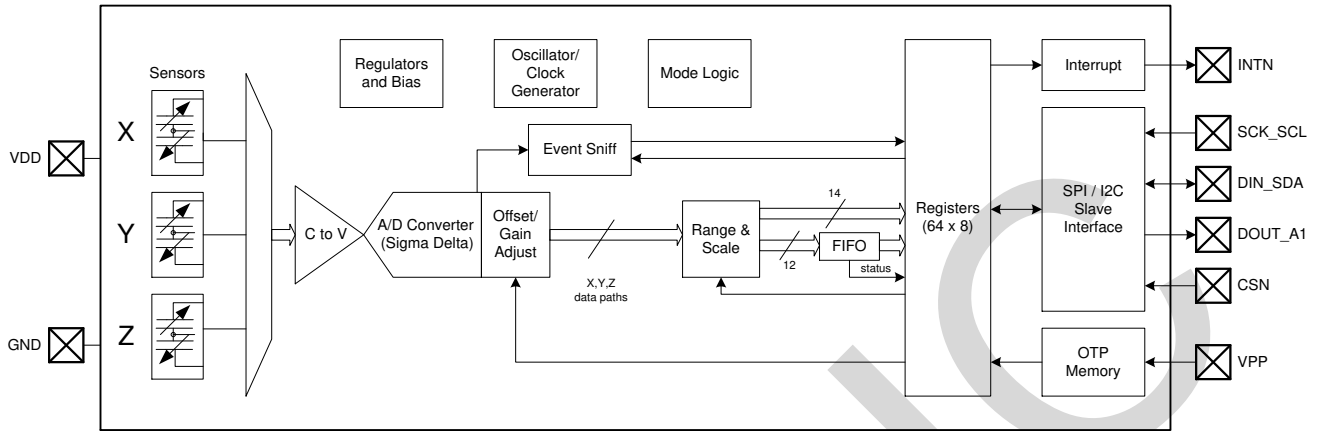 Regulators
and Bias
Oscillator/
Clock
Generator
Mode Logic
Interrupt
INTN
Sensors
X
Y
Z
VDD
GND
C to V
A/D Converter
(Sigma Delta)
Offset/
Gain
Adjust
Event Sniff
X,Y,Z
data paths
Range &
Scale
14
12
FIFO
status
Registers
(64 x 8)
SPI / I2C
Slave
Interface
SCK_SCL
DIN_SDA
DOUT_A1
CSN
OTP
Memory
VPP